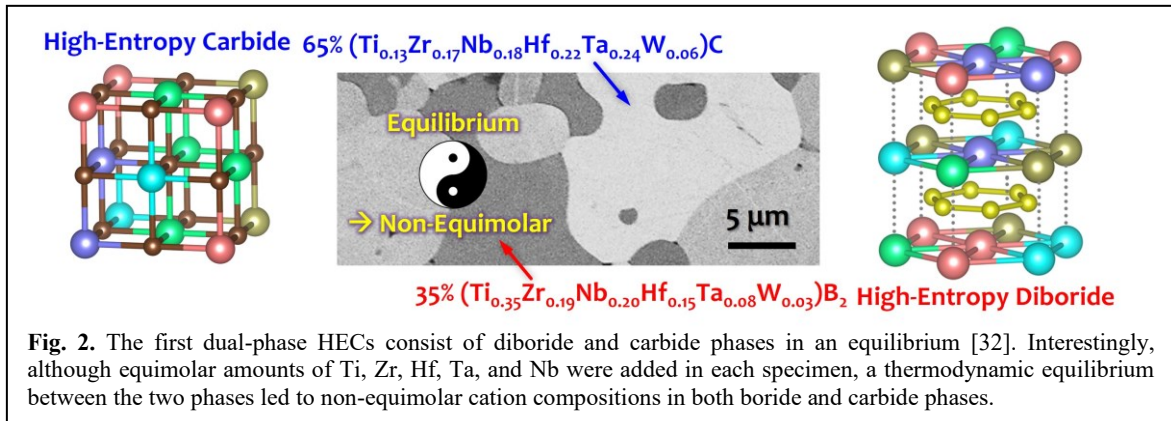 High-Entropy Carbide 65% (Ti₀.₁₃Zr₀.₁₇Nb₀.₁₈Hf₀.₂₂Ta₀.₂₄W₀.₀₆)C
Equilibrium
→ Non-Equimolar
5 μm
35% (Ti₀.₃₅Zr₀.₁₉Nb₀.₂₀Hf₀.₁₅Ta₀.₀₈W₀.₀₃)B₂ High-Entropy Diboride
Fig. 2. The first dual-phase HECs consist of diboride and carbide phases in an equilibrium [32]. Interestingly,
although equimolar amounts of Ti, Zr, Hf, Ta, and Nb were added in each specimen, a thermodynamic equilibrium
between the two phases led to non-equimolar cation compositions in both boride and carbide phases.